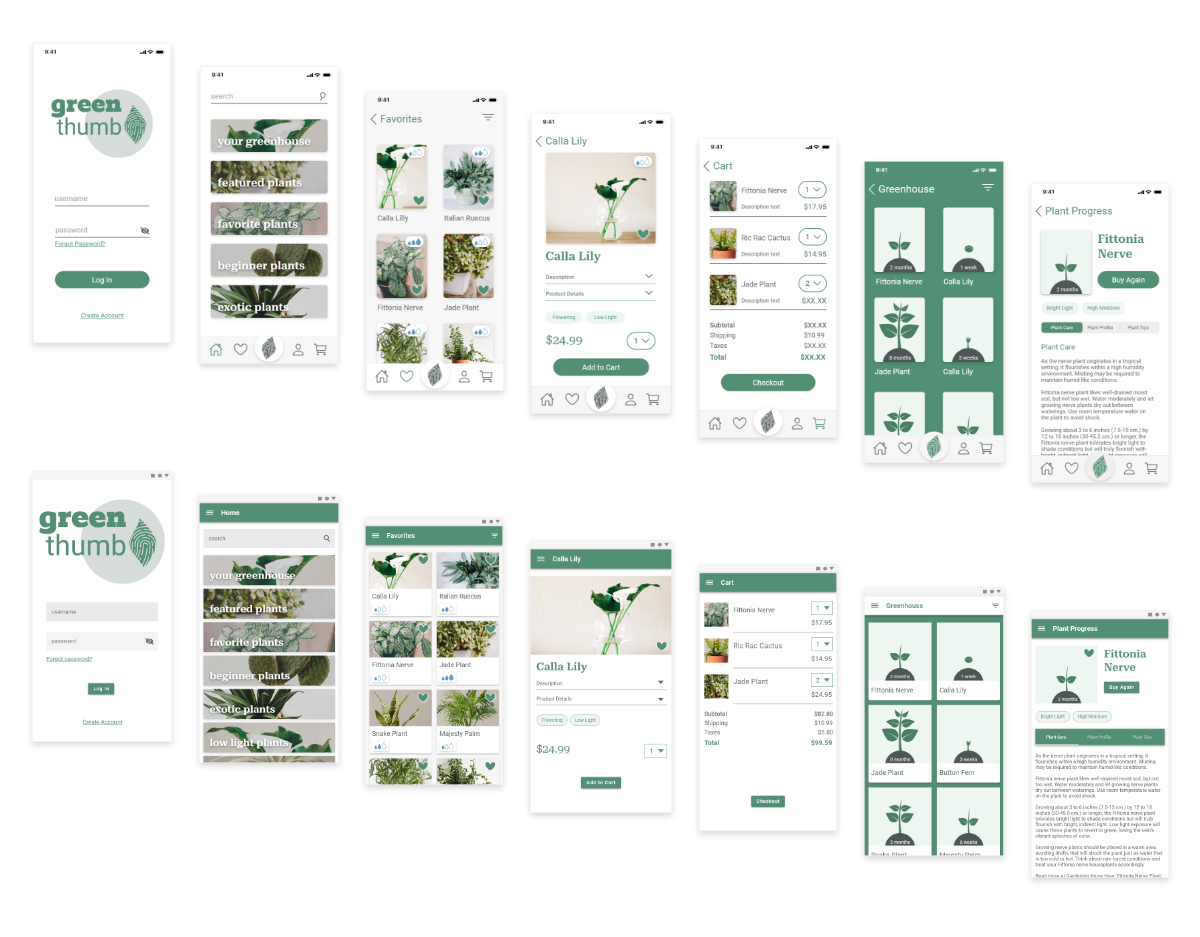 9:41
green
thumb
username
password
Forgot Password?
Log In
Create Account
9:41
search
your greenhouse
featured plants
favorite plants
beginner plants
exotic plants
9:41
Favorites
Calla Lilly
Italian Ruscus
Fittonia Nerve
Jade Plant
9:41
Calla Lily
Calla Lily
Description
Product Details
Flowering
Low Light
$24.99
1
Add to Cart
9:41
Cart
Fittonia Nerve
1
Description text
$17.95
Ric Rac Cactus
1
Description text
$14.95
Jade Plant
2
Description text
$XX.XX
Subtotal $XX.XX
Shipping $10.99
Taxes $XX.XX
Total $XX.XX
Checkout
9:41
Greenhouse
2 months
1 week
Fittonia Nerve
Calla Lily
8 months
3 weeks
Jade Plant
Calla Lily
9:41
Plant Progress
Fittonia
Nerve
2 months
Buy Again
Bright Light
High Moisture
Plant Care
Plant Profile
Plant Tips
Plant Care
As the nerve plant originates in a tropical
setting, it flourishes within a high humidity
environment. Misting may be required to
maintain humid like conditions.
Fittonia nerve plant likes well-drained moist
soil, but not too wet. Water moderately and let
growing nerve plants dry out between
waterings. Use room temperature water on
the plant to avoid shock.
Growing about 3 to 6 inches (7.5-15 cm.) by
12 to 18 inches (30-45.5 cm.) or longer, the
Fittonia nerve plant tolerates bright light to
shade conditions but will truly flourish with
green
thumb
username
password
Forgot password?
Log In
Create Account
Home
search
your greenhouse
featured plants
favorite plants
beginner plants
exotic plants
low light plants
Favorites
Calla Lily
Italian Ruscus
Fittonia Nerve
Jade Plant
Snake Plant
Majesty Palm
Calla Lily
Calla Lily
Description
Product Details
Flowering
Low Light
$24.99
1
Add to Cart
Cart
Fittonia Nerve
1
$17.95
Ric Rac Cactus
1
$14.95
Jade Plant
2
$24.95
Subtotal $82.80
Shipping $10.99
Taxes $5.80
Total $99.59
Checkout
Greenhouse
2 months
1 week
Fittonia Nerve
Calla Lily
8 months
3 weeks
Jade Plant
Button Fern
5 months
6 weeks
Snake Plant
Majesty Palm
Plant Progress
Fittonia
Nerve
2 months
Buy Again
Bright Light
High Moisture
Plant Care
Plant Profile
Plant Tips
As the nerve plant originates in a tropical setting, it
flourishes within a high humidity environment. Misting
may be required to maintain humid-like conditions.
Fittonia nerve plant likes well-drained moist soil, but not
too wet. Water moderately and let growing nerve plants
dry out between waterings. Use room temperature water
on the plant to avoid shock.
Growing about 3 to 6 inches (7.5-15 cm.) by 12 to 18
inches (30-45.5 cm.) or longer, the Fittonia nerve plant
tolerates bright light to shade conditions but will truly
flourish with bright, indirect light. Low light exposure will
cause these plants to revert to green, losing the vein's
vibrant splashes of color.
Growing nerve plants should be placed in a warm area,
avoiding drafts that will shock the plant just as water that
is too cold or hot. Think about rain forest conditions and
treat your Fittonia nerve houseplants accordingly.